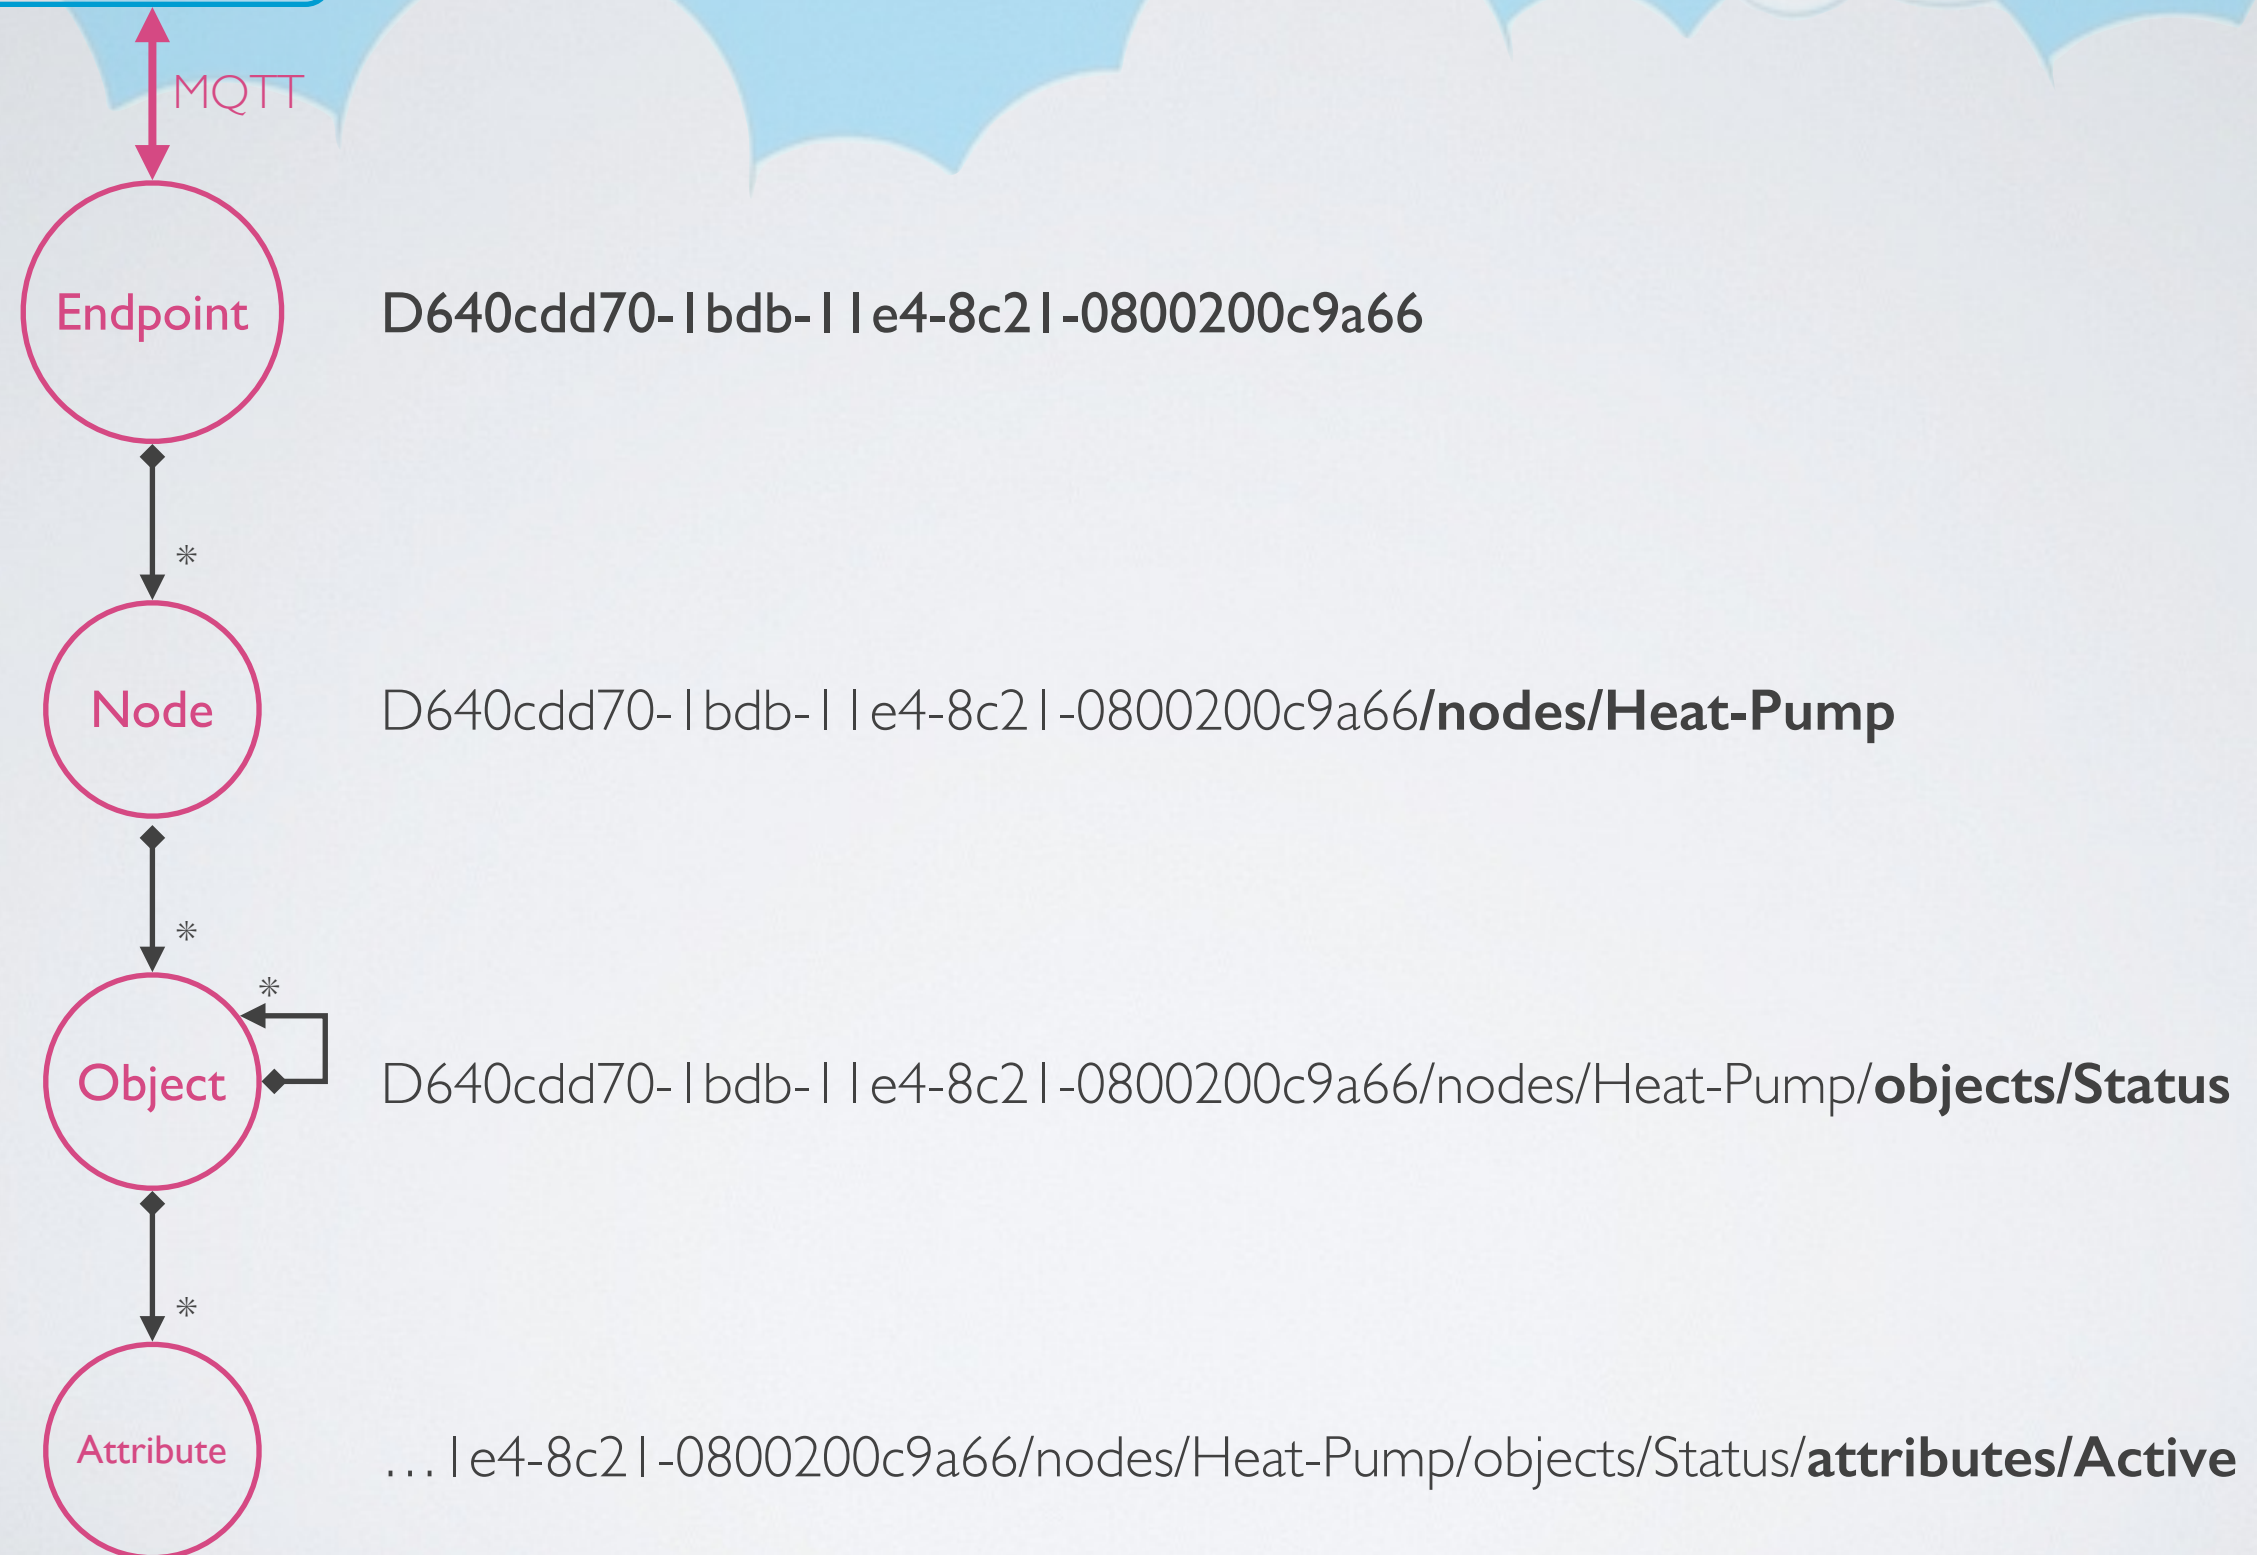 MQTT
Endpoint
D640cdd70-1bdb-11e4-8c21-0800200c9a66
*
Node
D640cdd70-1bdb-11e4-8c21-0800200c9a66/nodes/Heat-Pump
*
*
Object
D640cdd70-1bdb-11e4-8c21-0800200c9a66/nodes/Heat-Pump/objects/Status
*
Attribute
…1e4-8c21-0800200c9a66/nodes/Heat-Pump/objects/Status/attributes/Active